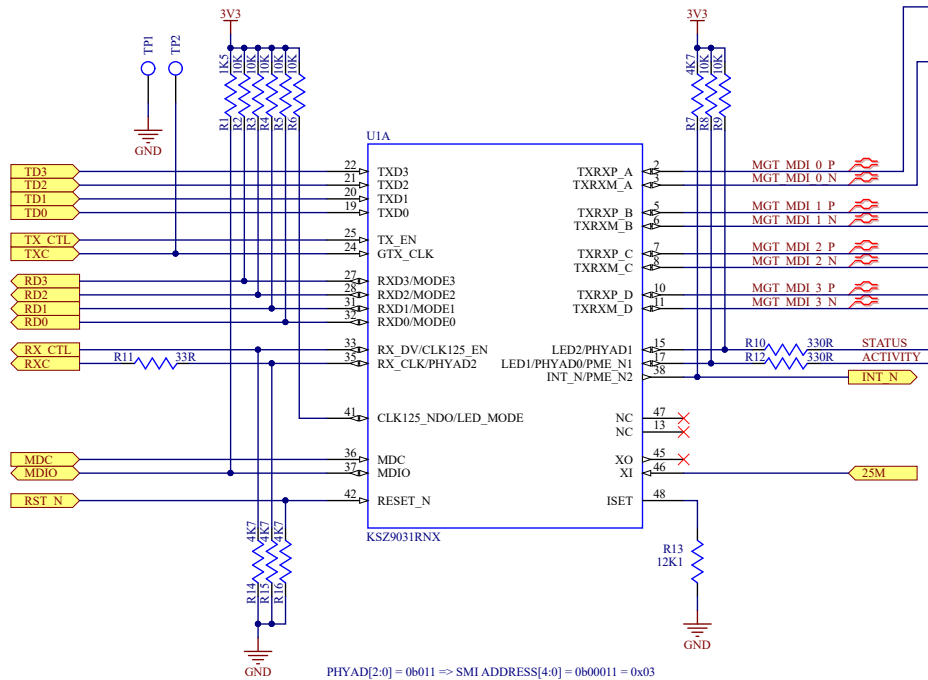 3V3
3V3
TP1
TP2
1K5
10K
10K
10K
10K
10K
R1
R2
R3
R4
R5
R6
4K7
10K
10K
R7
R8
R9
GND
U1A
TD3 22 TXD3 TXRXP_A 2 MGT_MDI_0_P
TD2 21 TXD2 TXRXM_A 3 MGT_MDI_0_N
TD1 20 TXD1
TD0 19 TXD0 TXRXP_B 5 MGT_MDI_1_P
TXRXM_B 6 MGT_MDI_1_N
TX_CTL 25 TX_EN
TXC 24 GTX_CLK TXRXP_C 7 MGT_MDI_2_P
TXRXM_C 8 MGT_MDI_2_N
RD3 27 RXD3/MODE3
RD2 28 RXD2/MODE2 TXRXP_D 10 MGT_MDI_3_P
RD1 31 RXD1/MODE1 TXRXM_D 11 MGT_MDI_3_N
RD0 32 RXD0/MODE0
RX_CTL 33 RX_DV/CLK125_EN LED2/PHYAD1 15 R10 330R STATUS
RXC R11 33R 35 RX_CLK/PHYAD2 LED1/PHYAD0/PME_N1 17 R12 330R ACTIVITY
INT_N/PME_N2 38 INT_N
41 CLK125_NDO/LED_MODE NC 47
NC 13
MDC 36 MDC XO 45
MDIO 37 MDIO XI 46 25M
RST_N 42 RESET_N ISET 48
KSZ9031RNX
4K7
4K7
4K7
R14
R15
R16
R13
12K1
GND
GND
PHYAD[2:0] = 0b011 => SMI ADDRESS[4:0] = 0b00011 = 0x03